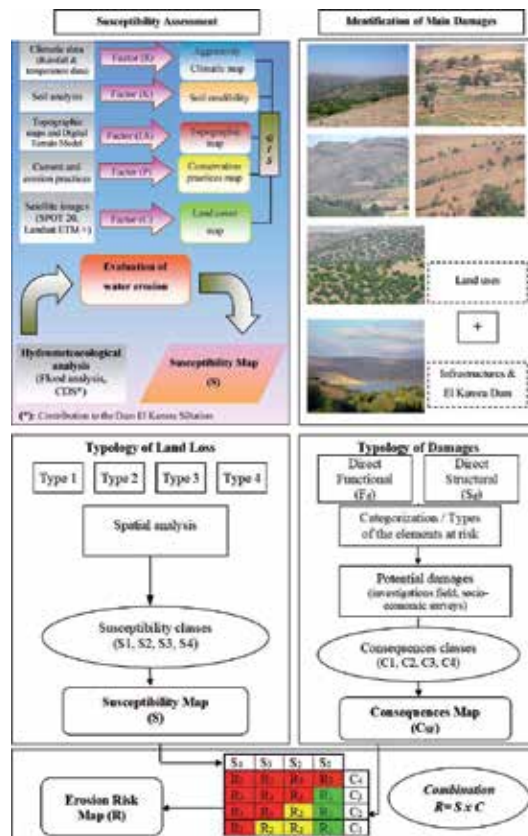 Susceptibility Assessment
Climatic data
(Rainfall &
temperature data)
Factor (R)
Aggressivity
Climatic map
Soil analysis
Factor (K)
Soil erodibility
Topographic
maps and Digital
Terrain Model
Factor (LS)
Topographic
map
Current anti
erosion practices
Factor (P)
Conservation
practices map
Satellite images
(SPOT 20,
Landsat ETM +)
Factor (C)
Land cover
map
GIS
Evaluation of
water erosion
Hydrometeorological
analysis
(Flood analysis,
CDS*)
Susceptibility Map
(S)
(*): Contribution to the Dam El Kansra Siltation
Identification of Main Damages
Land uses
+
Infrastructures &
El Kansra Dam
Typology of Land Loss
Type 1
Type 2
Type 3
Type 4
Spatial analysis
Susceptibility classes
(S1, S2, S3, S4)
Susceptibility Map
(S)
Typology of Damages
Direct
Functional
(Fd)
Direct
Structural
(Sd)
Categorization / Types
of the elements at risk
Potential damages
(investigations field, socio-
economic surveys)
Consequences classes
(C1, C2, C3, C4)
Consequences Map
Erosion Risk
Map (R)
Combination
R= S x C